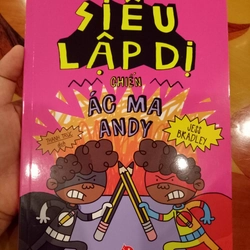 SIÊU
LẬP DỊ
CHIẾN
ÁC MA
ANDY
JESS
BRADLEY